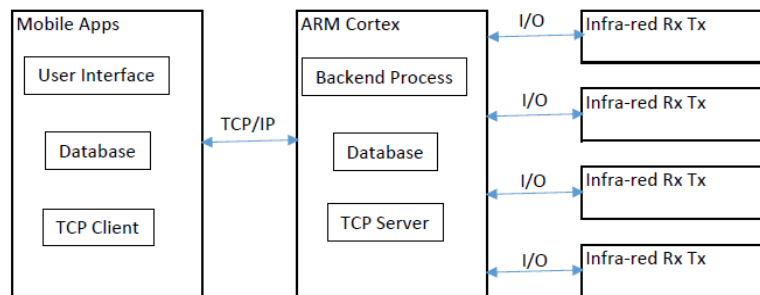 Mobile Apps
User Interface
Database
TCP Client
TCP/IP
ARM Cortex
Backend Process
Database
TCP Server
I/O
Infra-red Rx Tx
I/O
Infra-red Rx Tx
I/O
Infra-red Rx Tx
I/O
Infra-red Rx Tx